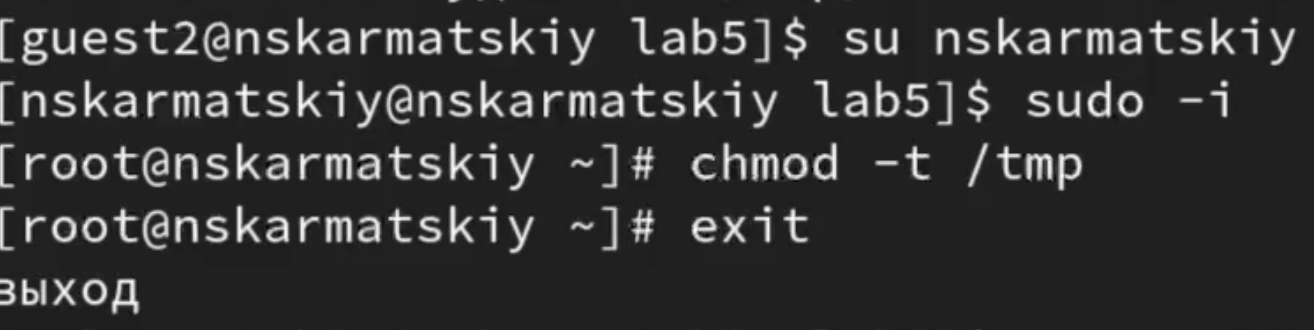 [guest2@nskarmatskiy lab5]$ su nskarmatskiy
[nskarmatskiy@nskarmatskiy lab5]$ sudo -i
[root@nskarmatskiy ~]# chmod -t /tmp
[root@nskarmatskiy ~]# exit
выход